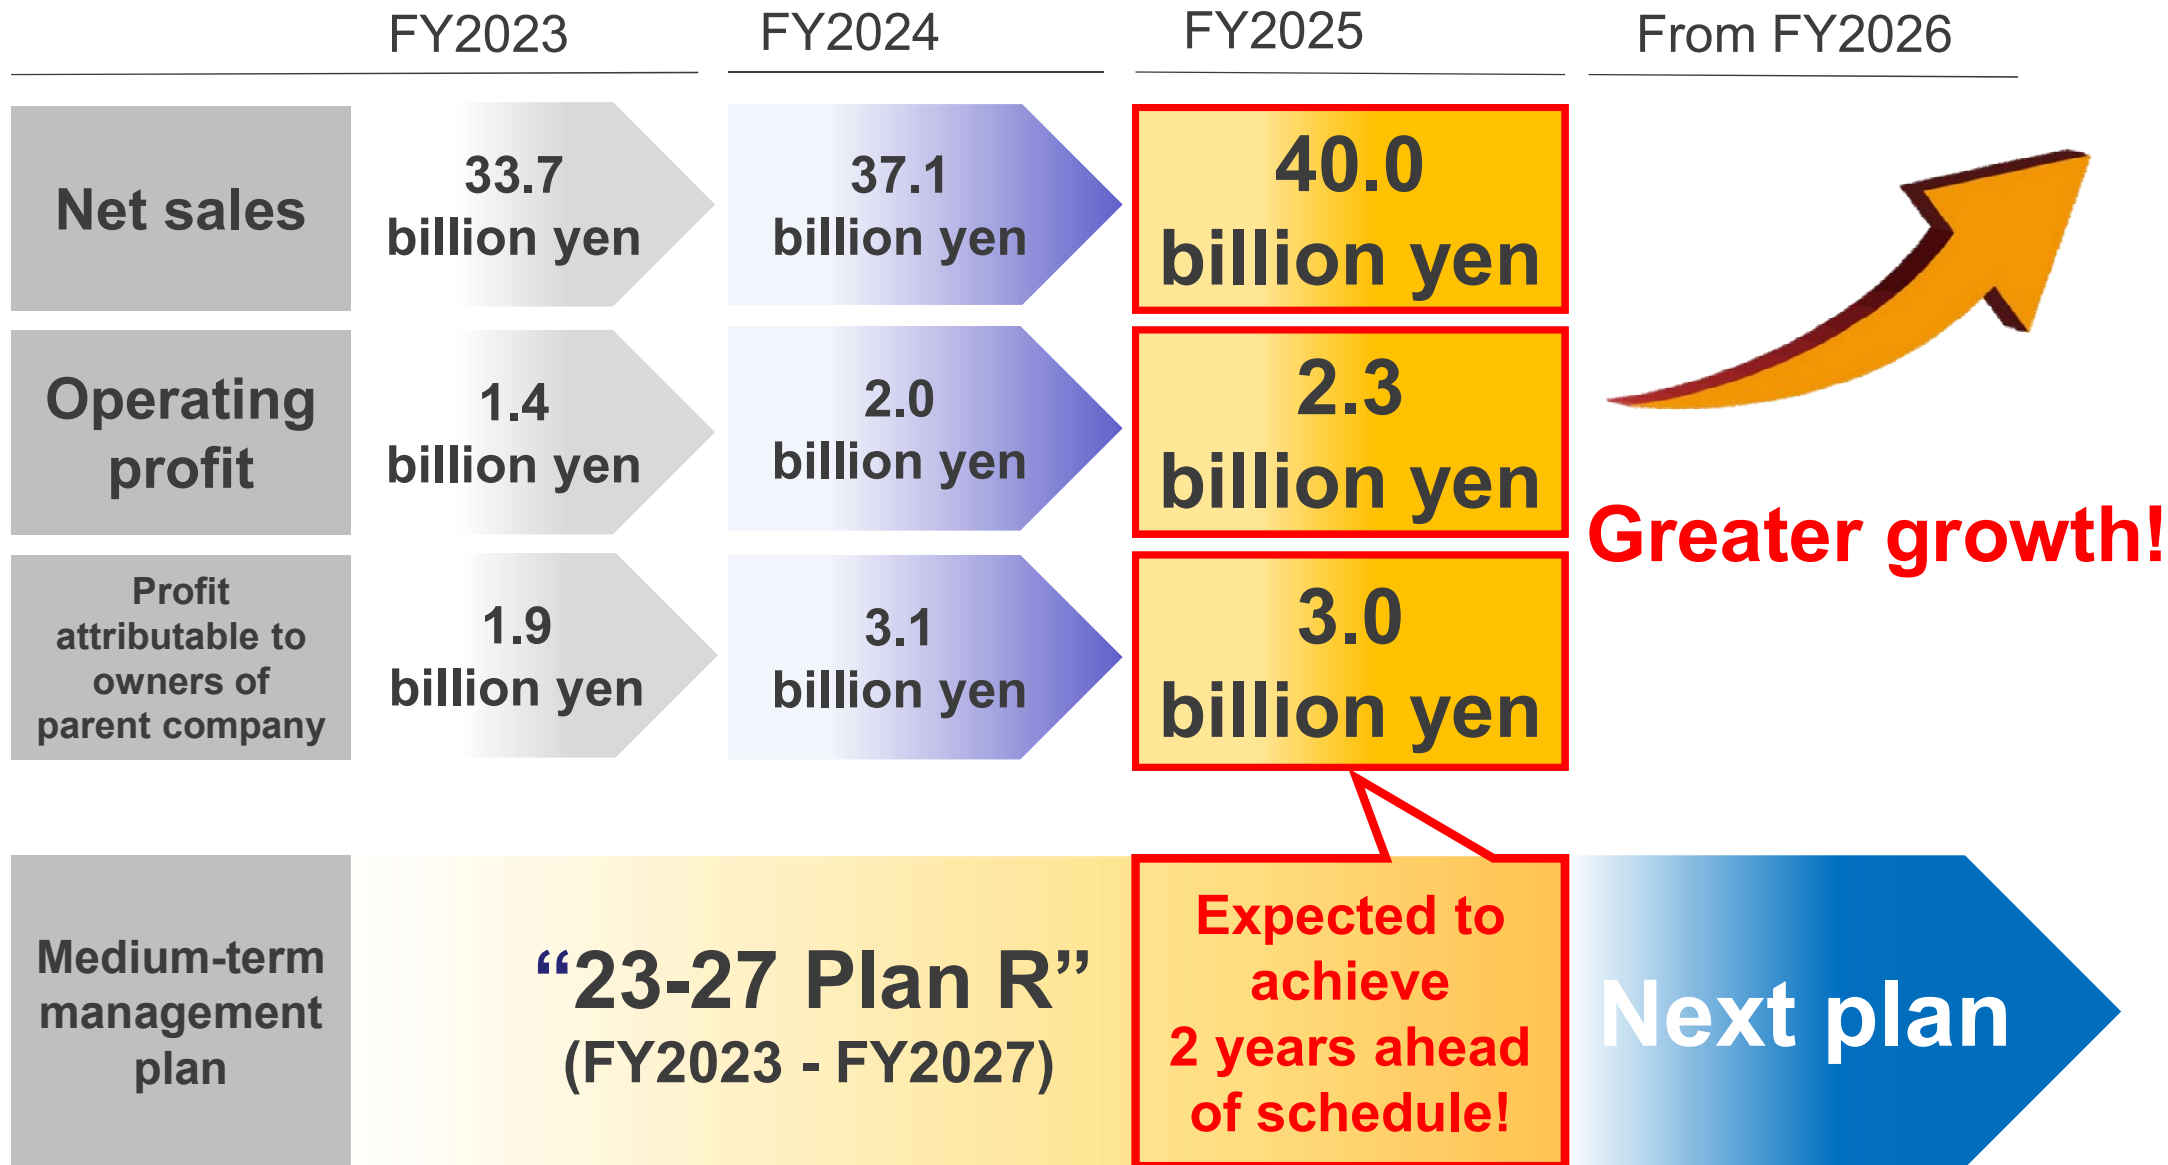 FY2023 FY2024 FY2025 From FY2026
Net sales
33.7
billion yen
37.1
billion yen
40.0
billion yen
Operating
profit
1.4
billion yen
2.0
billion yen
2.3
billion yen
Greater growth!
Profit
attributable to
owners of
parent company
1.9
billion yen
3.1
billion yen
3.0
billion yen
Medium-term
management
plan
“23-27 Plan R”
(FY2023 - FY2027)
Expected to
achieve
2 years ahead
of schedule!
Next plan